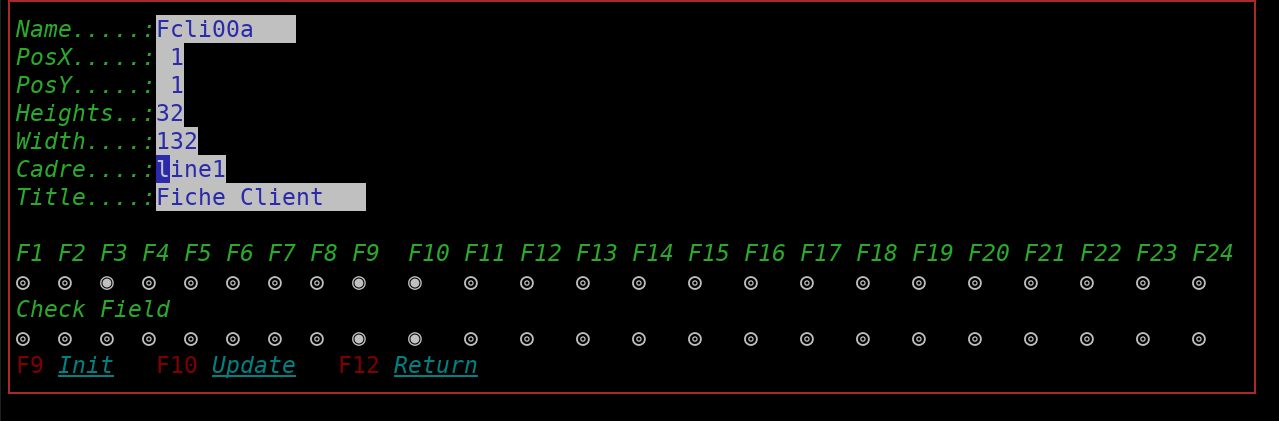 Name.....:Fcli00a
PosX.....: 1
PosY.....: 1
Heights..:32
Width....:132
Cadre....:line1
Title....:Fiche Client
F1 F2 F3 F4 F5 F6 F7 F8 F9 F10 F11 F12 F13 F14 F15 F16 F17 F18 F19 F20 F21 F22 F23 F24
Check Field
F9 Init F10 Update F12 Return